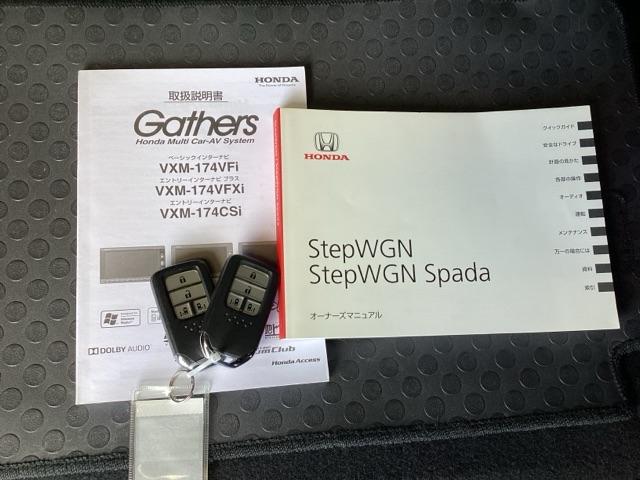 HONDA
The Power of Dreams
取扱説明書
Gathers
Honda Multi Car-AV System
ベーシックインターナビ
VXM-174VFi
エントリーインターナビ プラス
VXM-174VFXi
エントリーインターナビ
VXM-174CSi
DOLBY AUDIO
Honda Access
HONDA
StepWGN
StepWGN Spada
オーナーズマニュアル
クイックガイド
安全なドライブ
計器の見かた
各部の操作
オーディオ
運転
メンテナンス
万一の場合には
資料
索引